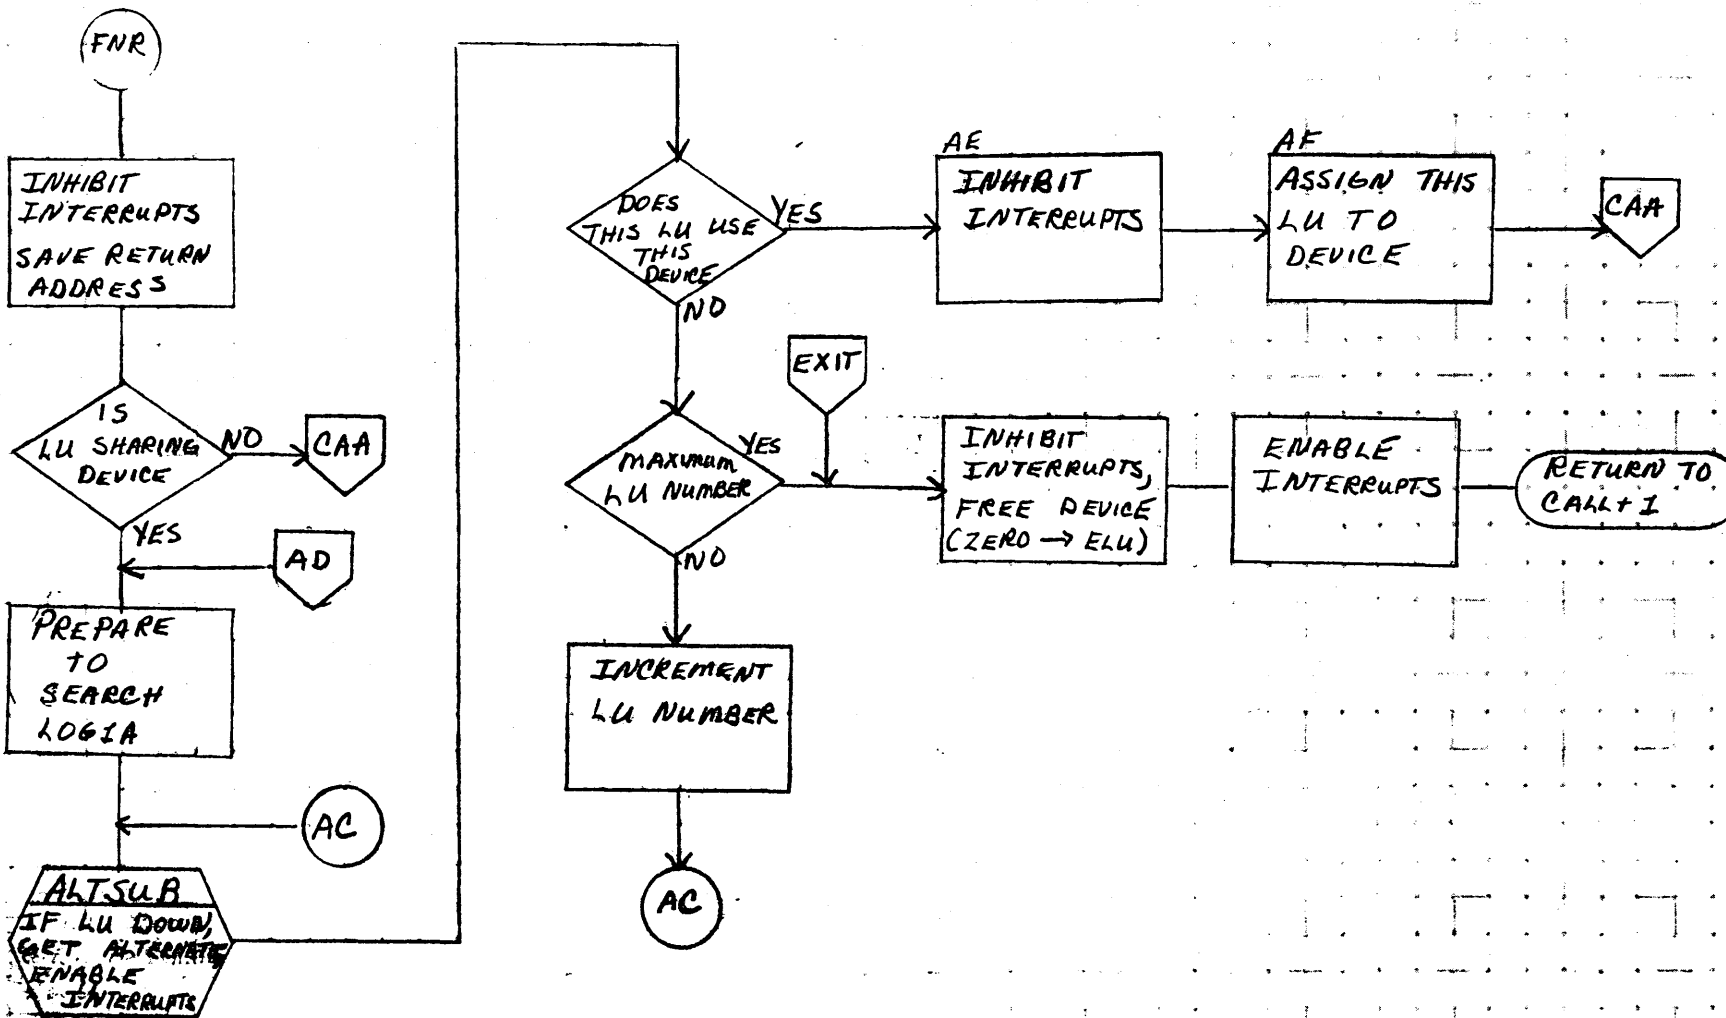 FNR
INHIBIT
INTERRUPTS
SAVE RETURN
ADDRESS
IS
LU SHARING
DEVICE
NO
CAA
YES
AD
PREPARE
TO
SEARCH
LOG1A
AC
ALTSUB
IF LU DOWN,
GET ALTERNATE,
ENABLE
INTERRUPTS
DOES
THIS LU USE
THIS
DEVICE
YES
NO
AE
INHIBIT
INTERRUPTS
AF
ASSIGN THIS
LU TO
DEVICE
CAA
EXIT
MAXIMUM
LU NUMBER
YES
NO
INHIBIT
INTERRUPTS,
FREE DEVICE
(ZERO → ELU)
ENABLE
INTERRUPTS
RETURN TO
CALL+1
INCREMENT
LU NUMBER
AC